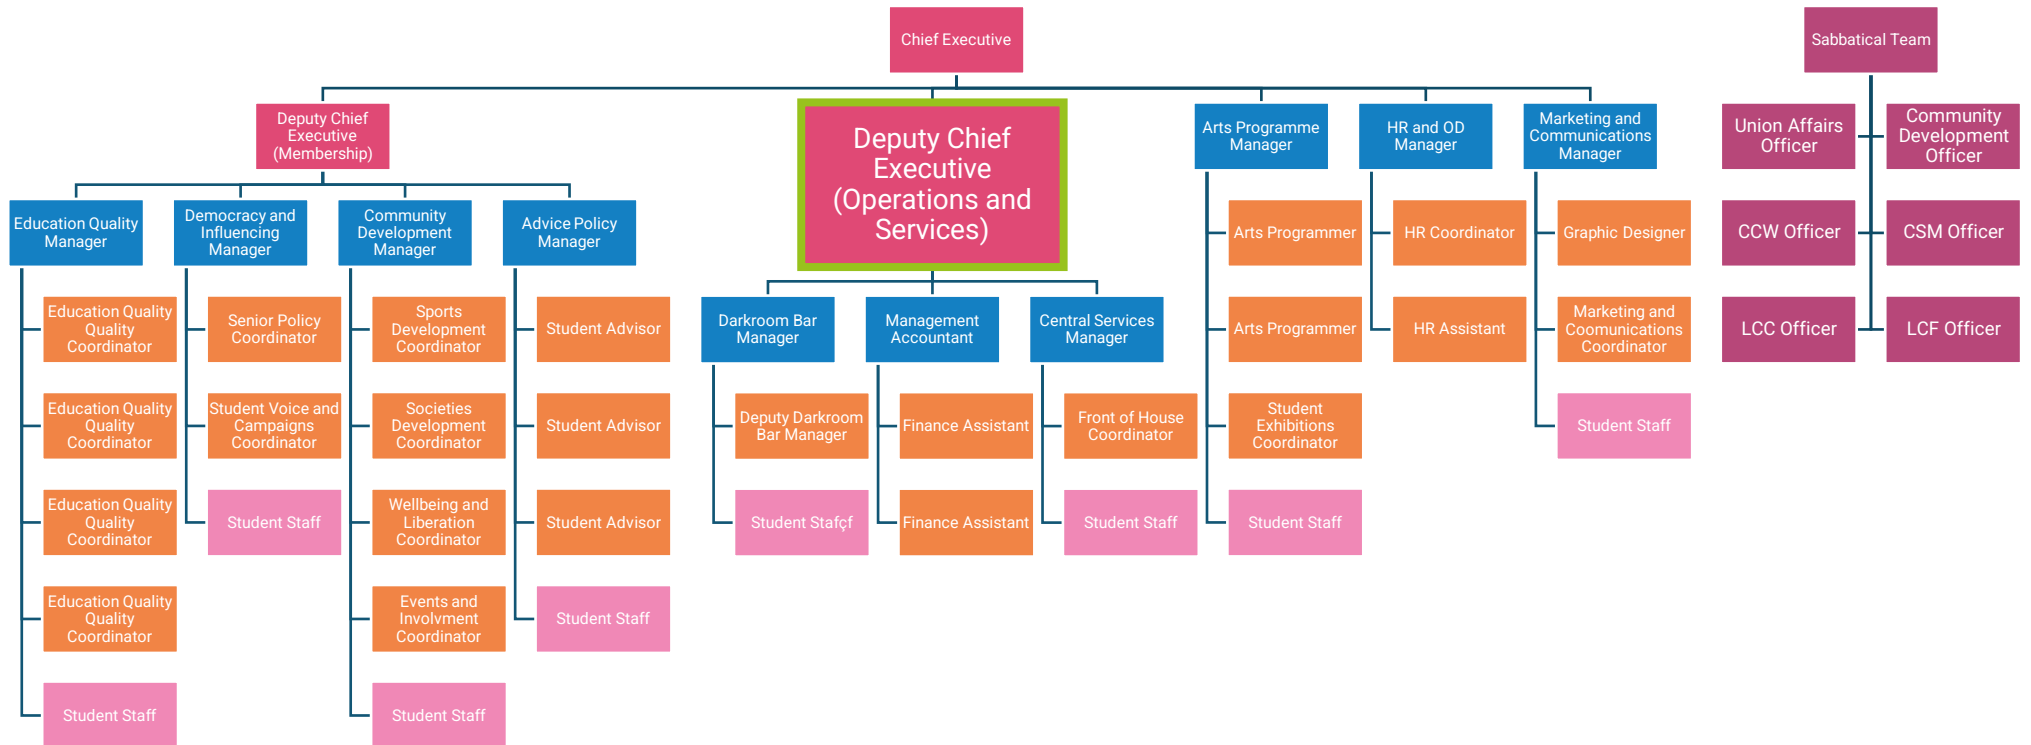 Chief Executive
Sabbatical Team
Deputy Chief
Executive
(Membership)
Deputy Chief
Executive
(Operations and
Services)
Arts Programme
Manager
HR and OD
Manager
Marketing and
Communications
Manager
Union Affairs
Officer
Community
Development
Officer
Education Quality
Manager
Democracy and
Influencing
Manager
Community
Development
Manager
Advice Policy
Manager
Arts Programmer
HR Coordinator
Graphic Designer
CCW Officer
CSM Officer
Education Quality
Quality
Coordinator
Senior Policy
Coordinator
Sports
Development
Coordinator
Student Advisor
Darkroom Bar
Manager
Management
Accountant
Central Services
Manager
Arts Programmer
HR Assistant
Marketing and
Coomunications
Coordinator
LCC Officer
LCF Officer
Education Quality
Quality
Coordinator
Student Voice and
Campaigns
Coordinator
Societies
Development
Coordinator
Student Advisor
Deputy Darkroom
Bar Manager
Finance Assistant
Front of House
Coordinator
Student
Exhibitions
Coordinator
Student Staff
Education Quality
Quality
Coordinator
Student Staff
Wellbeing and
Liberation
Coordinator
Student Advisor
Student Stafçf
Finance Assistant
Student Staff
Student Staff
Education Quality
Quality
Coordinator
Events and
Involvment
Coordinator
Student Staff
Student Staff
Student Staff